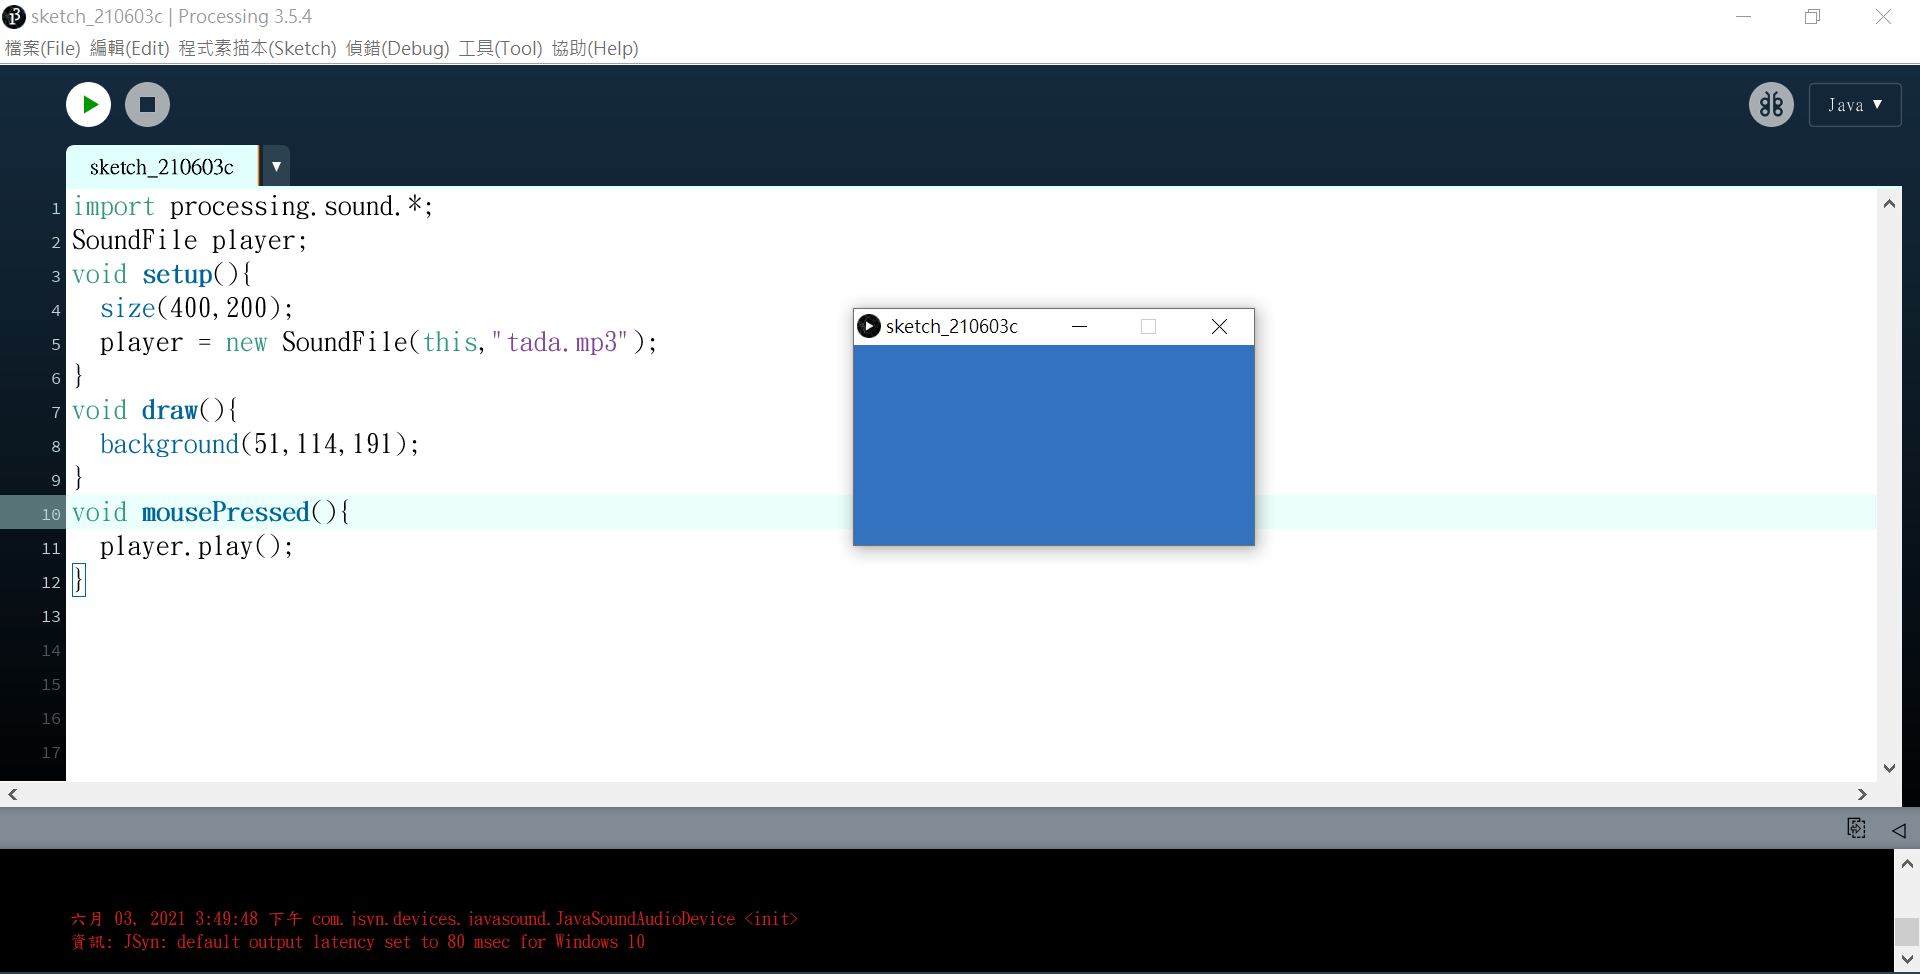 sketch_210603c | Processing 3.5.4
檔案(File) 編輯(Edit) 程式素描本(Sketch) 偵錯(Debug) 工具(Tool) 協助(Help)
Java ▼
sketch_210603c ▼
1 import processing.sound.*;
2 SoundFile player;
3 void setup(){
4   size(400,200);
5   player = new SoundFile(this,"tada.mp3");
6 }
7 void draw(){
8   background(51,114,191);
9 }
10 void mousePressed(){
11   player.play();
12 }
13
14
15
16
17
sketch_210603c
六月 03, 2021 3:49:48 下午 com.jsyn.devices.javasound.JavaSoundAudioDevice <init>
資訊: JSyn: default output latency set to 80 msec for Windows 10